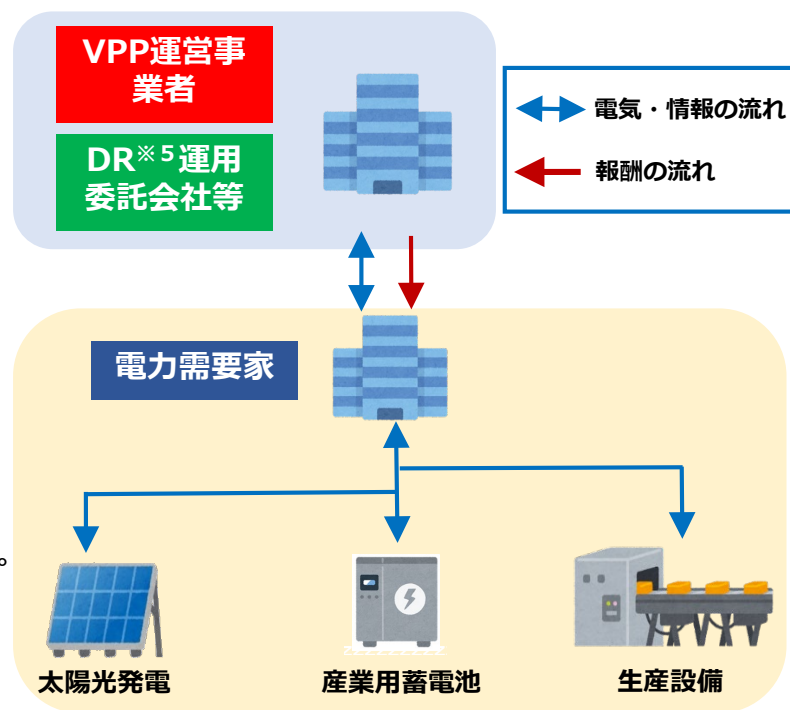 VPP運営事
業者
DR※5運用
委託会社等
電気・情報の流れ
報酬の流れ
電力需要家
。
太陽光発電
産業用蓄電池
生産設備